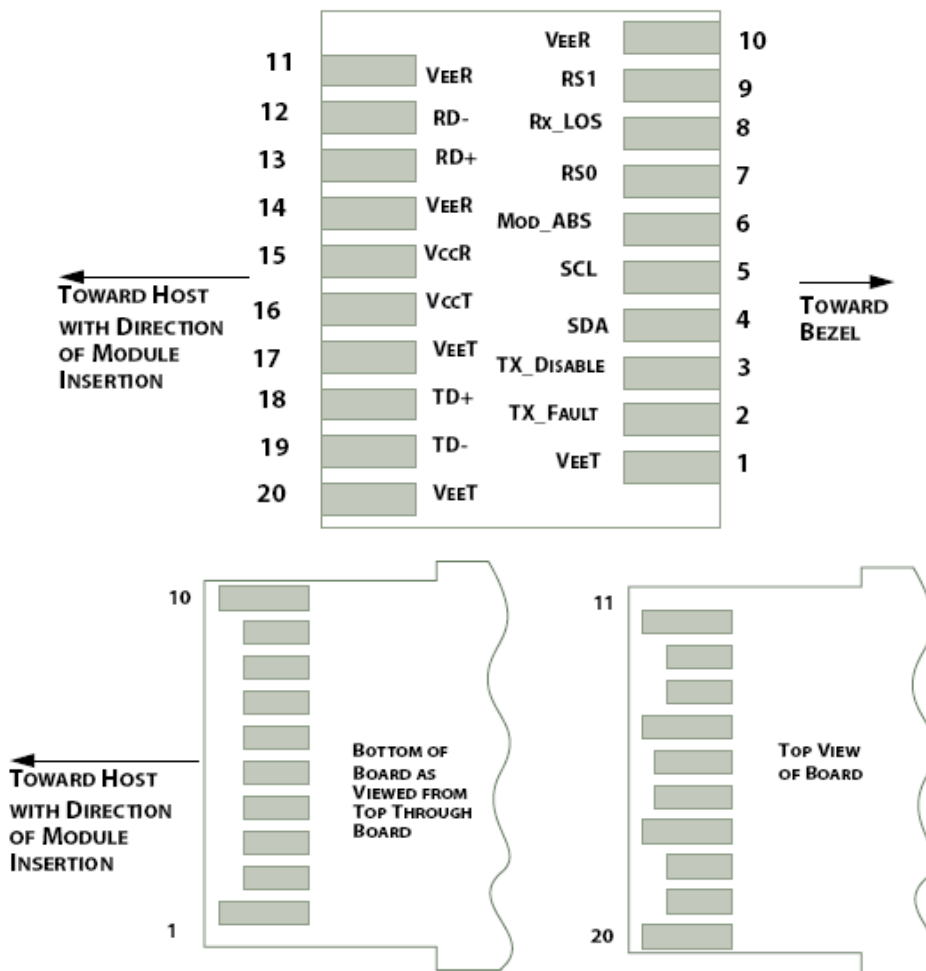 VEER 10
11 VEER
RS1 9
12 RD-
RX_LOS 8
13 RD+
RS0 7
14 VEER
MOD_ABS 6
15 VCCR
SCL 5
TOWARD HOST
WITH DIRECTION
OF MODULE
INSERTION
TOWARD
BEZEL
16 VCCT
SDA 4
17 VEET
TX_DISABLE 3
18 TD+
TX_FAULT 2
19 TD-
VEET 1
20 VEET
10
1
TOWARD HOST
WITH DIRECTION
OF MODULE
INSERTION
BOTTOM OF
BOARD AS
VIEWED FROM
TOP THROUGH
BOARD
11
20
TOP VIEW
OF BOARD